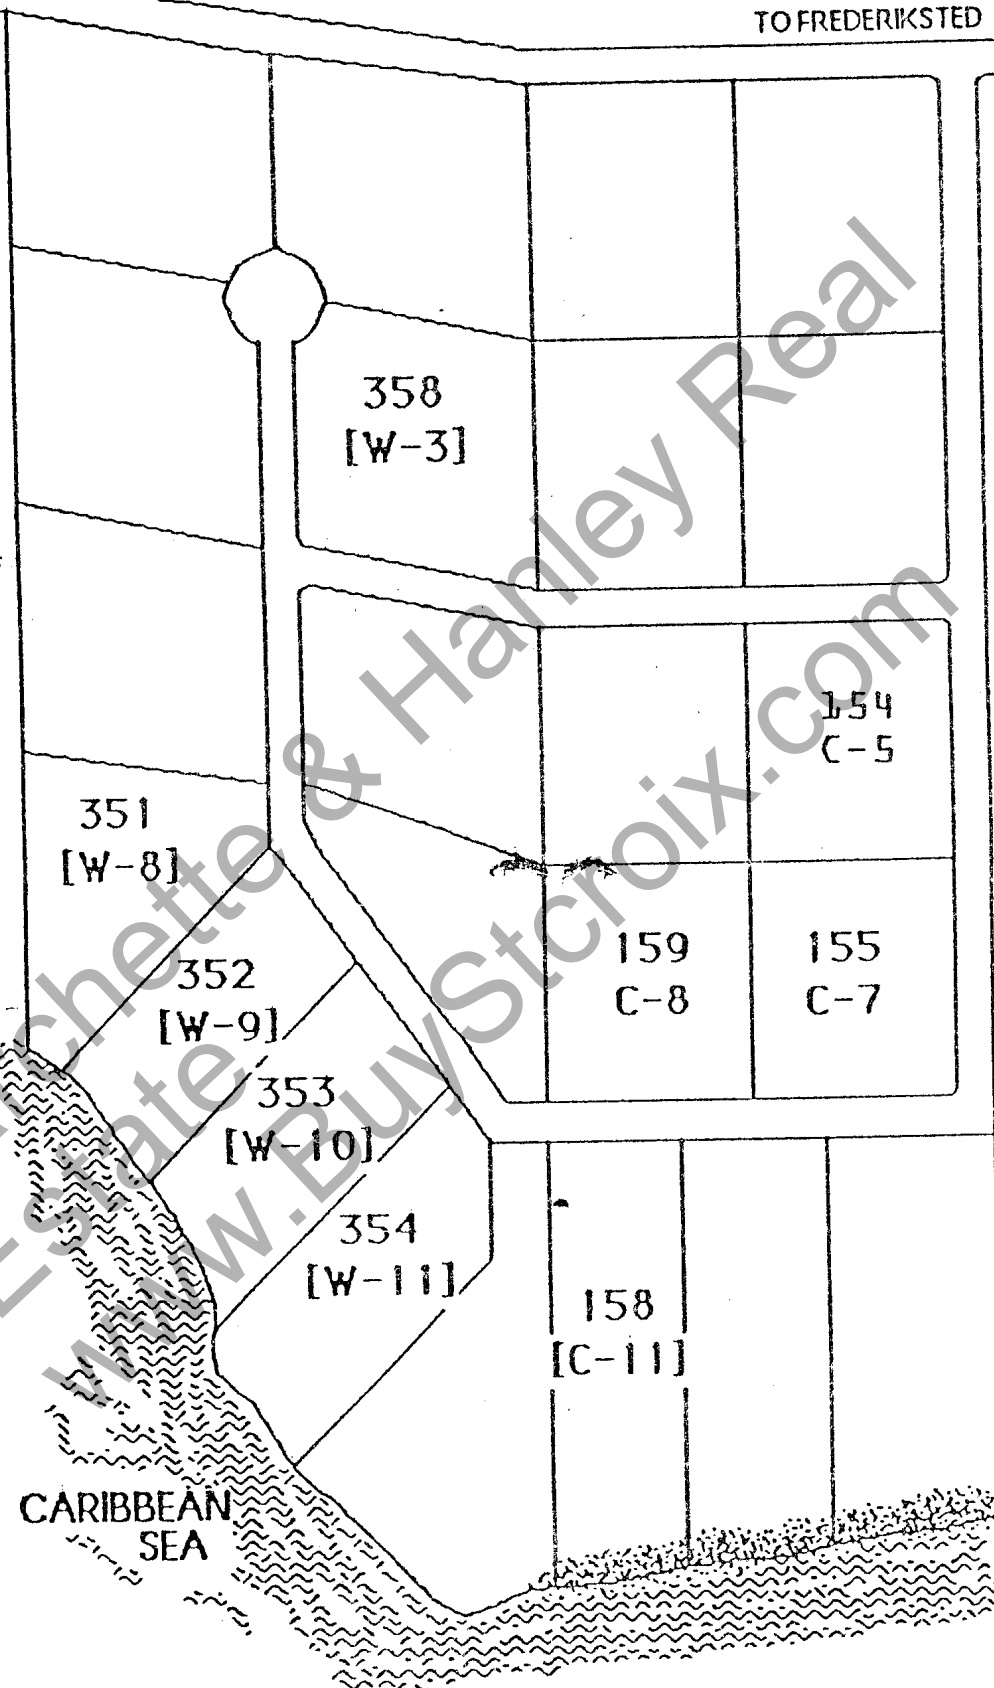 TO FREDERIKSTED
358
[W-3]
154
C-5
351
[W-8]
159
C-8
155
C-7
352
[W-9]
353
[W-10]
354
[W-11]
158
[C-11]
CARIBBEAN
SEA
chette & Hanley Real
Estate
www.BuyStcroix.com